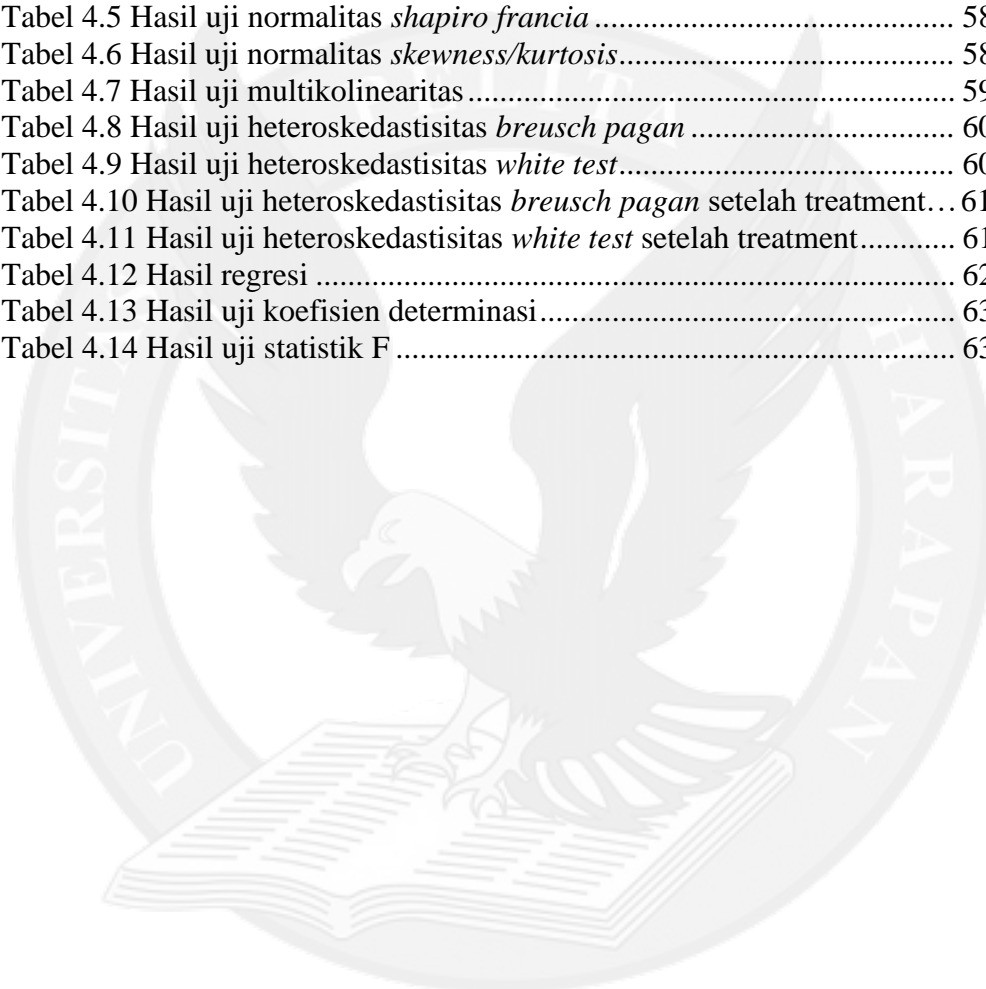 Tabel 4.5 Hasil uji normalitas shapiro francia ........................................... 58
Tabel 4.6 Hasil uji normalitas skewness/kurtosis........................................ 58
Tabel 4.7 Hasil uji multikolinearitas .......................................................... 59
Tabel 4.8 Hasil uji heteroskedastisitas breusch pagan ................................ 60
Tabel 4.9 Hasil uji heteroskedastisitas white test........................................ 60
Tabel 4.10 Hasil uji heteroskedastisitas breusch pagan setelah treatment… 61
Tabel 4.11 Hasil uji heteroskedastisitas white test setelah treatment........... 61
Tabel 4.12 Hasil regresi ............................................................................ 62
Tabel 4.13 Hasil uji koefisien determinasi.................................................. 63
Tabel 4.14 Hasil uji statistik F ................................................................... 63
UNIVERSITA
PELITA
HARAPAN